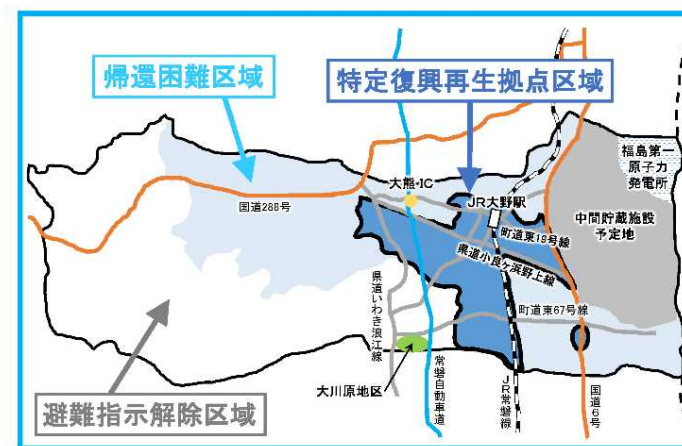 帰還困難区域
特定復興再生拠点区域
福島第一
原子力
発電所
大熊IC
JR大野駅
国道288号
中間貯蔵施設
予定地
町道東19号線
県道小良ヶ浜野上線
県道いわき浪江線
町道東67号線
大川原地区
常磐自動車道
JR常磐線
国道6号
避難指示解除区域